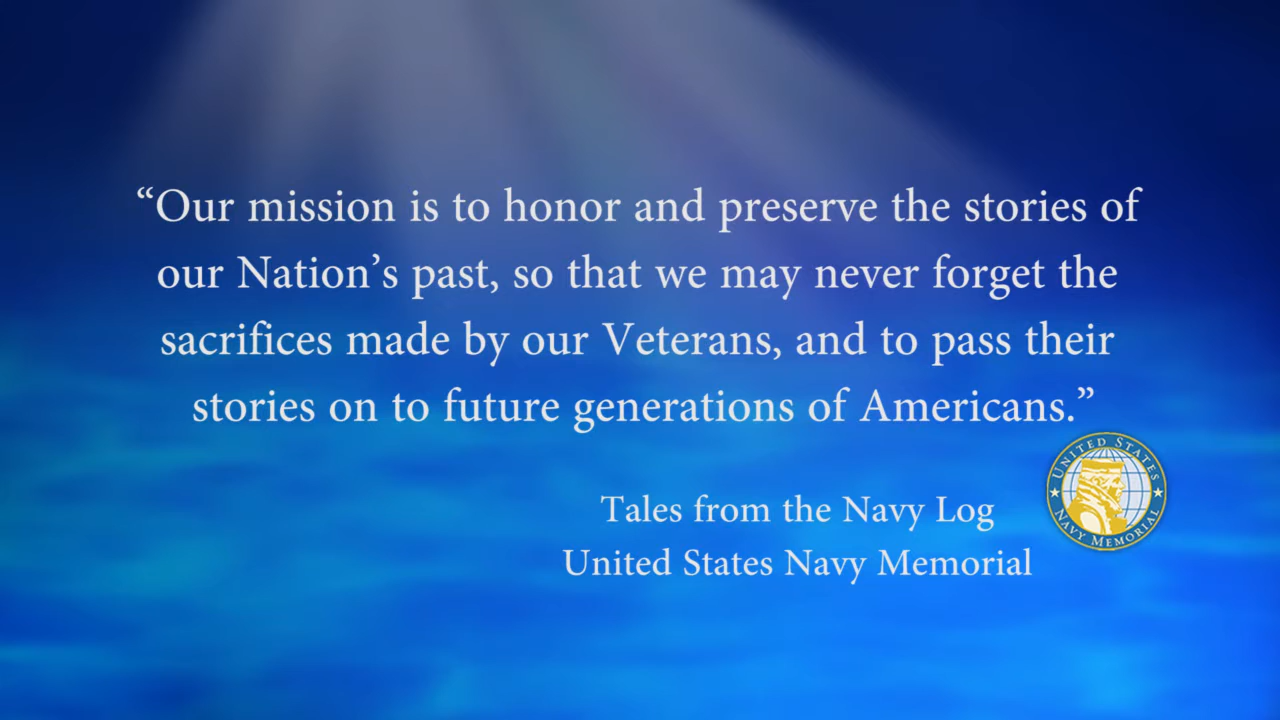 “Our mission is to honor and preserve the stories of
our Nation’s past, so that we may never forget the
sacrifices made by our Veterans, and to pass their
stories on to future generations of Americans.”
Tales from the Navy Log
United States Navy Memorial
UNITED STATES
NAVY MEMORIAL